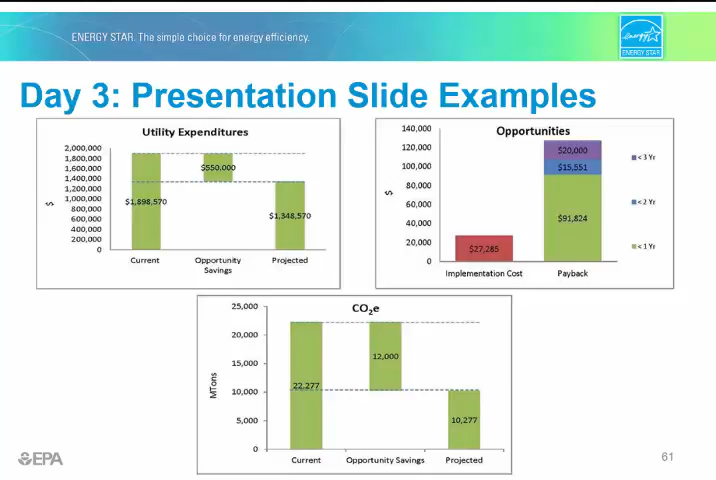 ENERGY STAR. The simple choice for energy efficiency.
ENERGY STAR
Day 3: Presentation Slide Examples
Utility Expenditures
$
2,000,000
1,800,000
1,600,000
1,400,000
1,200,000
1,000,000
800,000
600,000
400,000
200,000
0
$1,898,570
$550,000
$1,348,570
Current
Opportunity
Savings
Projected
Opportunities
$
140,000
120,000
100,000
80,000
60,000
40,000
20,000
0
$27,285
$20,000
$15,551
$91,824
Implementation Cost
Payback
< 3 Yr
< 2 Yr
< 1 Yr
CO₂e
MTons
25,000
20,000
15,000
10,000
5,000
0
22,277
12,000
10,277
Current
Opportunity Savings
Projected
EPA
61